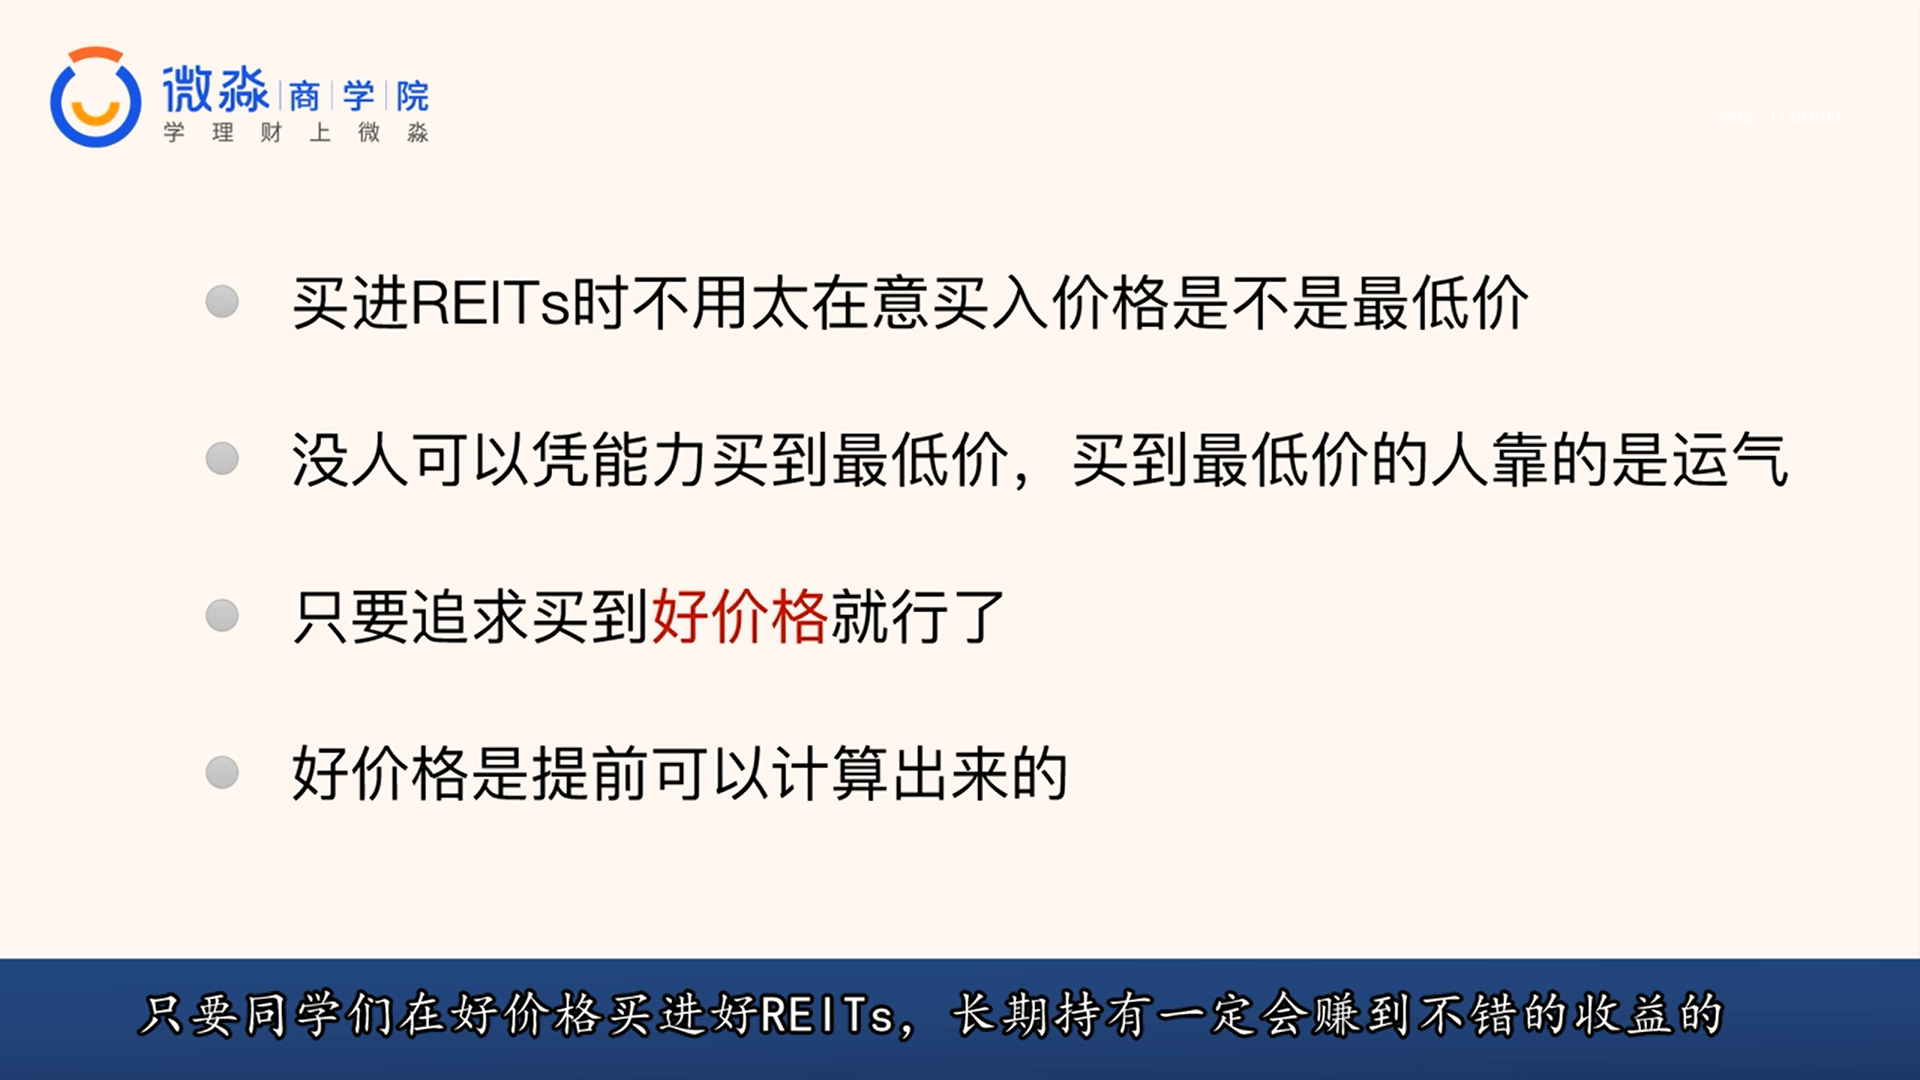 微淼商学院
学理财上微淼
学号：11184911
买进REITs时不用太在意买入价格是不是最低价
没人可以凭能力买到最低价，买到最低价的人靠的是运气
只要追求买到好价格就行了
好价格是提前可以计算出来的
只要同学们在好价格买进好REITs，长期持有一定会赚到不错的收益的